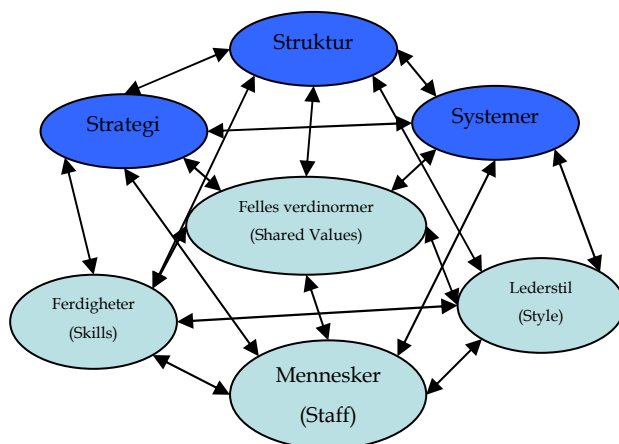 Struktur
Strategi
Systemer
Felles verdinormer
(Shared Values)
Ferdigheter
(Skills)
Lederstil
(Style)
Mennesker
(Staff)